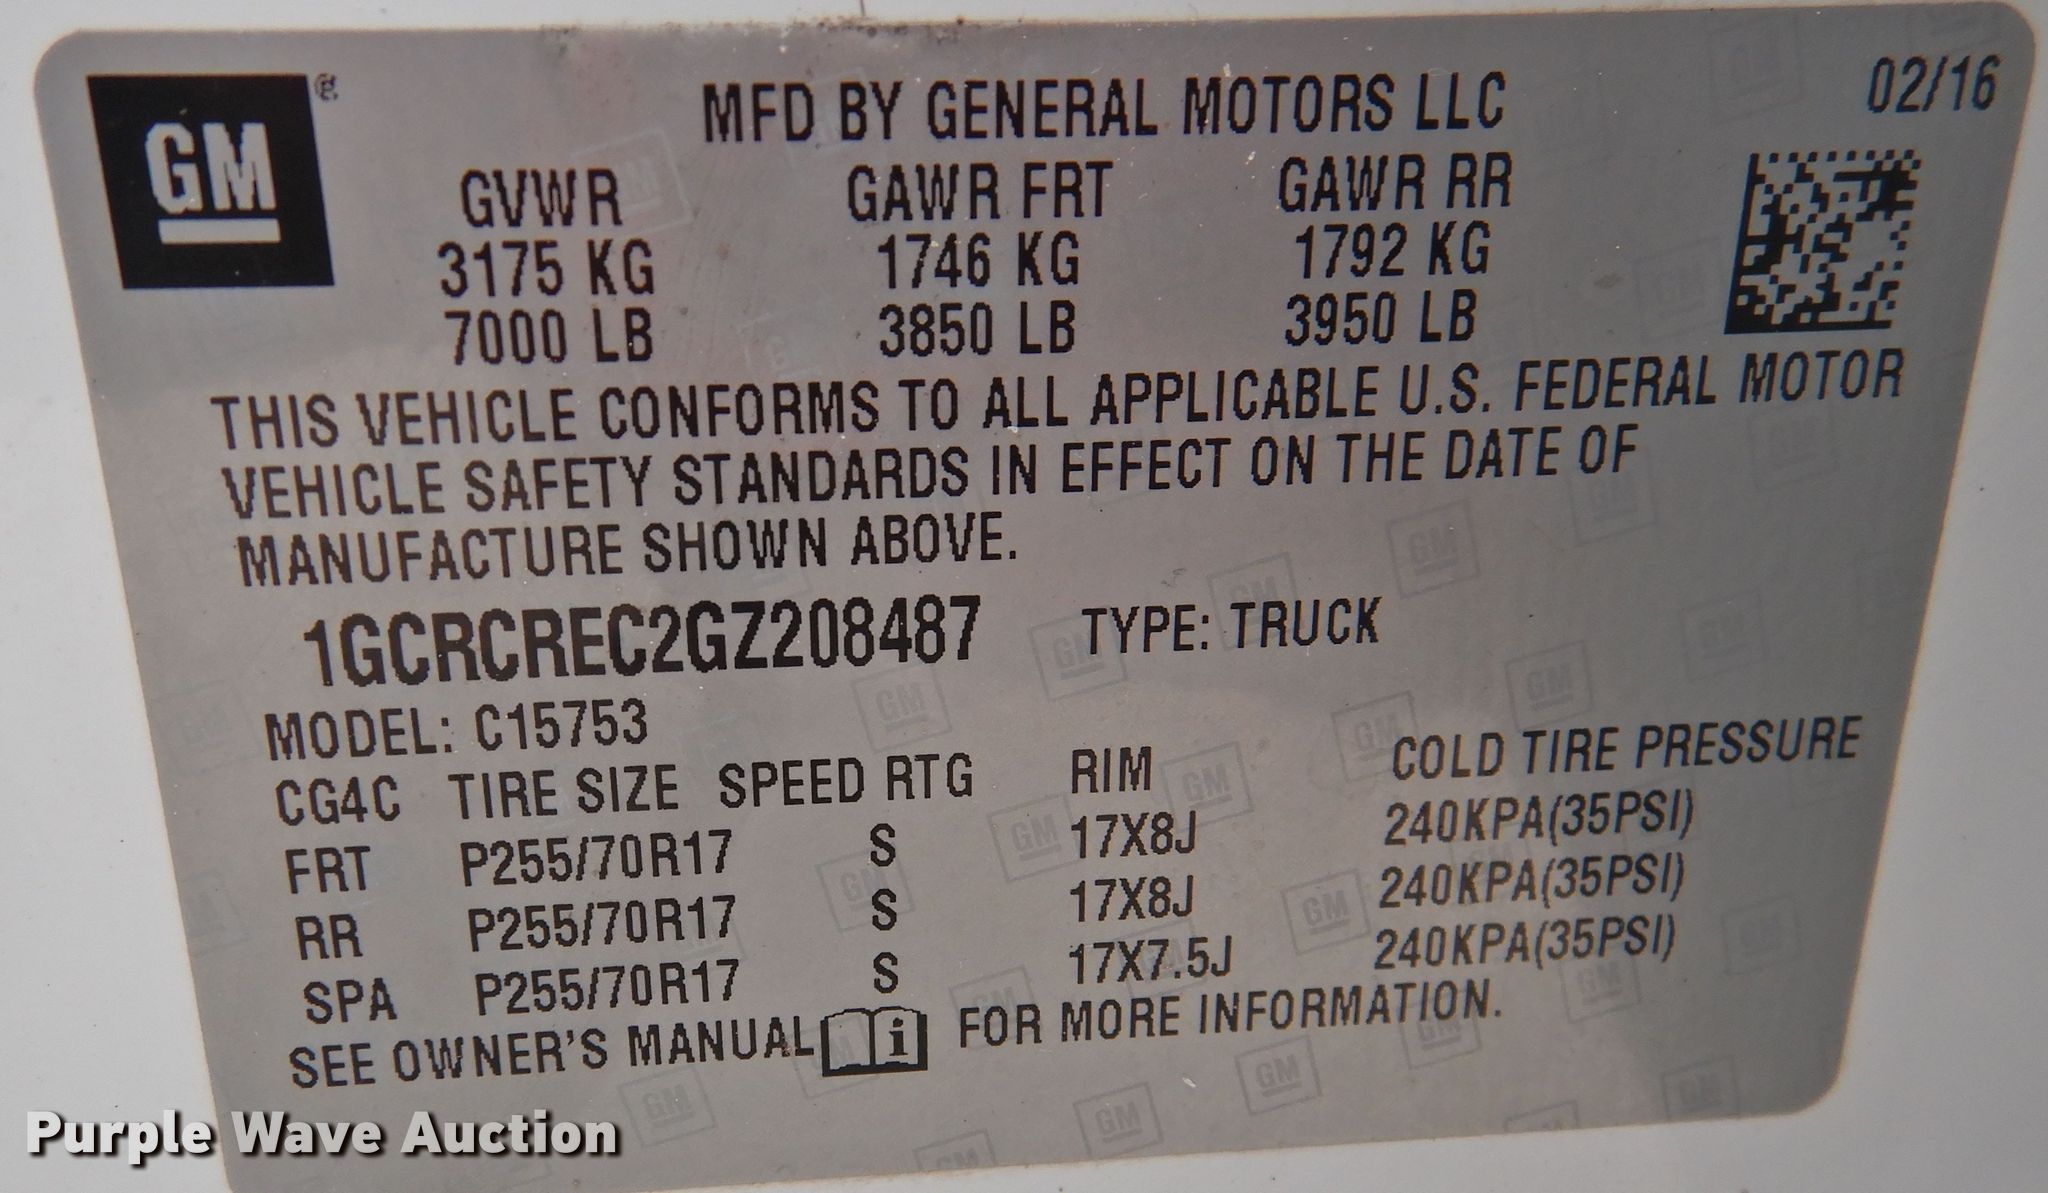 GM ®
MFD BY GENERAL MOTORS LLC
02/16
GVWR GAWR FRT GAWR RR
3175 KG 1746 KG 1792 KG
7000 LB 3850 LB 3950 LB
THIS VEHICLE CONFORMS TO ALL APPLICABLE U.S. FEDERAL MOTOR
VEHICLE SAFETY STANDARDS IN EFFECT ON THE DATE OF
MANUFACTURE SHOWN ABOVE.
1GCRCREC2GZ208487 TYPE: TRUCK
MODEL: C15753
CG4C TIRE SIZE SPEED RTG RIM COLD TIRE PRESSURE
FRT P255/70R17 S 17X8J 240KPA(35PSI)
RR P255/70R17 S 17X8J 240KPA(35PSI)
SPA P255/70R17 S 17X7.5J 240KPA(35PSI)
SEE OWNER'S MANUAL i FOR MORE INFORMATION.
Purple Wave Auction